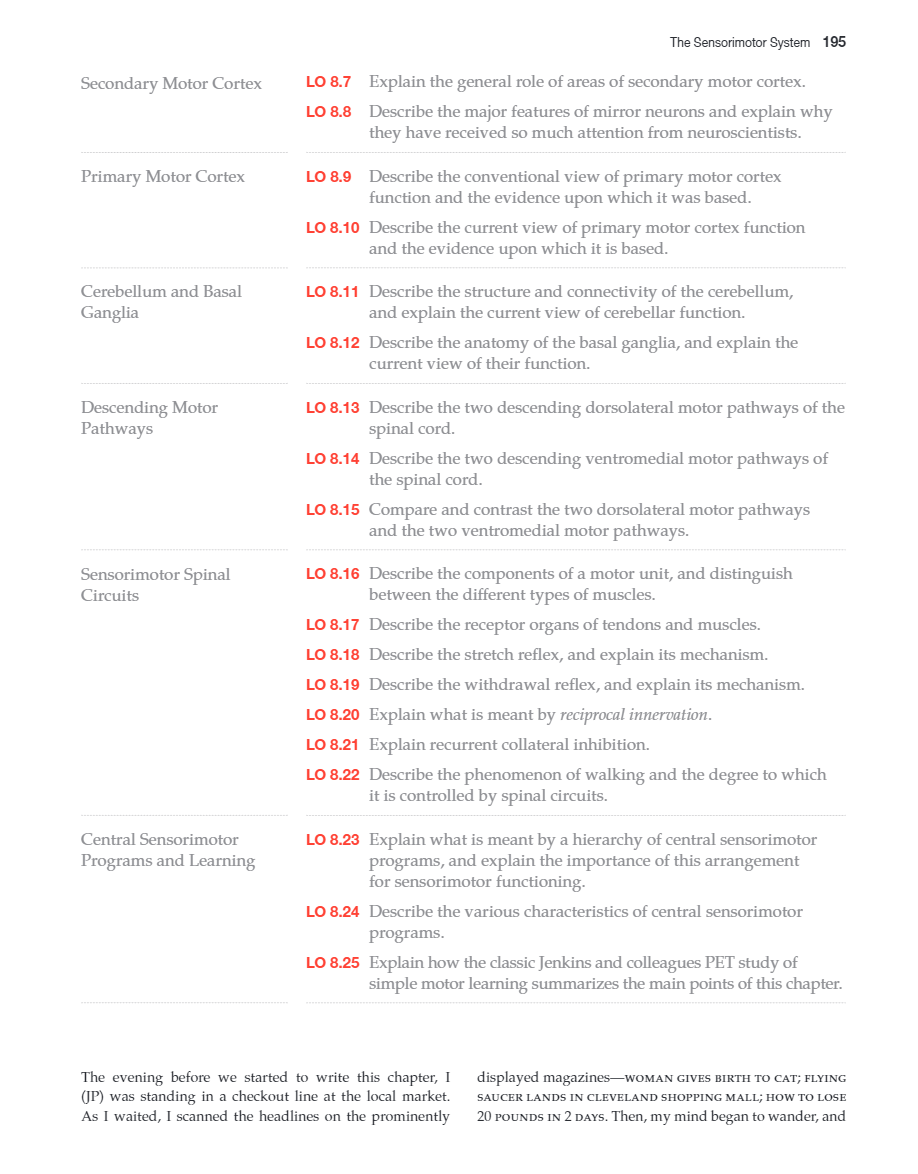 The Sensorimotor System 195
Secondary Motor Cortex
LO 8.7 Explain the general role of areas of secondary motor cortex.
LO 8.8 Describe the major features of mirror neurons and explain why
they have received so much attention from neuroscientists.
Primary Motor Cortex
LO 8.9 Describe the conventional view of primary motor cortex
function and the evidence upon which it was based.
LO 8.10 Describe the current view of primary motor cortex function
and the evidence upon which it is based.
Cerebellum and Basal
Ganglia
LO 8.11 Describe the structure and connectivity of the cerebellum,
and explain the current view of cerebellar function.
LO 8.12 Describe the anatomy of the basal ganglia, and explain the
current view of their function.
Descending Motor
Pathways
LO 8.13 Describe the two descending dorsolateral motor pathways of the
spinal cord.
LO 8.14 Describe the two descending ventromedial motor pathways of
the spinal cord.
LO 8.15 Compare and contrast the two dorsolateral motor pathways
and the two ventromedial motor pathways.
Sensorimotor Spinal
Circuits
LO 8.16 Describe the components of a motor unit, and distinguish
between the different types of muscles.
LO 8.17 Describe the receptor organs of tendons and muscles.
LO 8.18 Describe the stretch reflex, and explain its mechanism.
LO 8.19 Describe the withdrawal reflex, and explain its mechanism.
LO 8.20 Explain what is meant by reciprocal innervation.
LO 8.21 Explain recurrent collateral inhibition.
LO 8.22 Describe the phenomenon of walking and the degree to which
it is controlled by spinal circuits.
Central Sensorimotor
Programs and Learning
LO 8.23 Explain what is meant by a hierarchy of central sensorimotor
programs, and explain the importance of this arrangement
for sensorimotor functioning.
LO 8.24 Describe the various characteristics of central sensorimotor
programs.
LO 8.25 Explain how the classic Jenkins and colleagues PET study of
simple motor learning summarizes the main points of this chapter.
The evening before we started to write this chapter, I
(JP) was standing in a checkout line at the local market.
As I waited, I scanned the headlines on the prominently
displayed magazines—WOMAN GIVES BIRTH TO CAT; FLYING
SAUCER LANDS IN CLEVELAND SHOPPING MALL; HOW TO LOSE
20 POUNDS IN 2 DAYS. Then, my mind began to wander, and